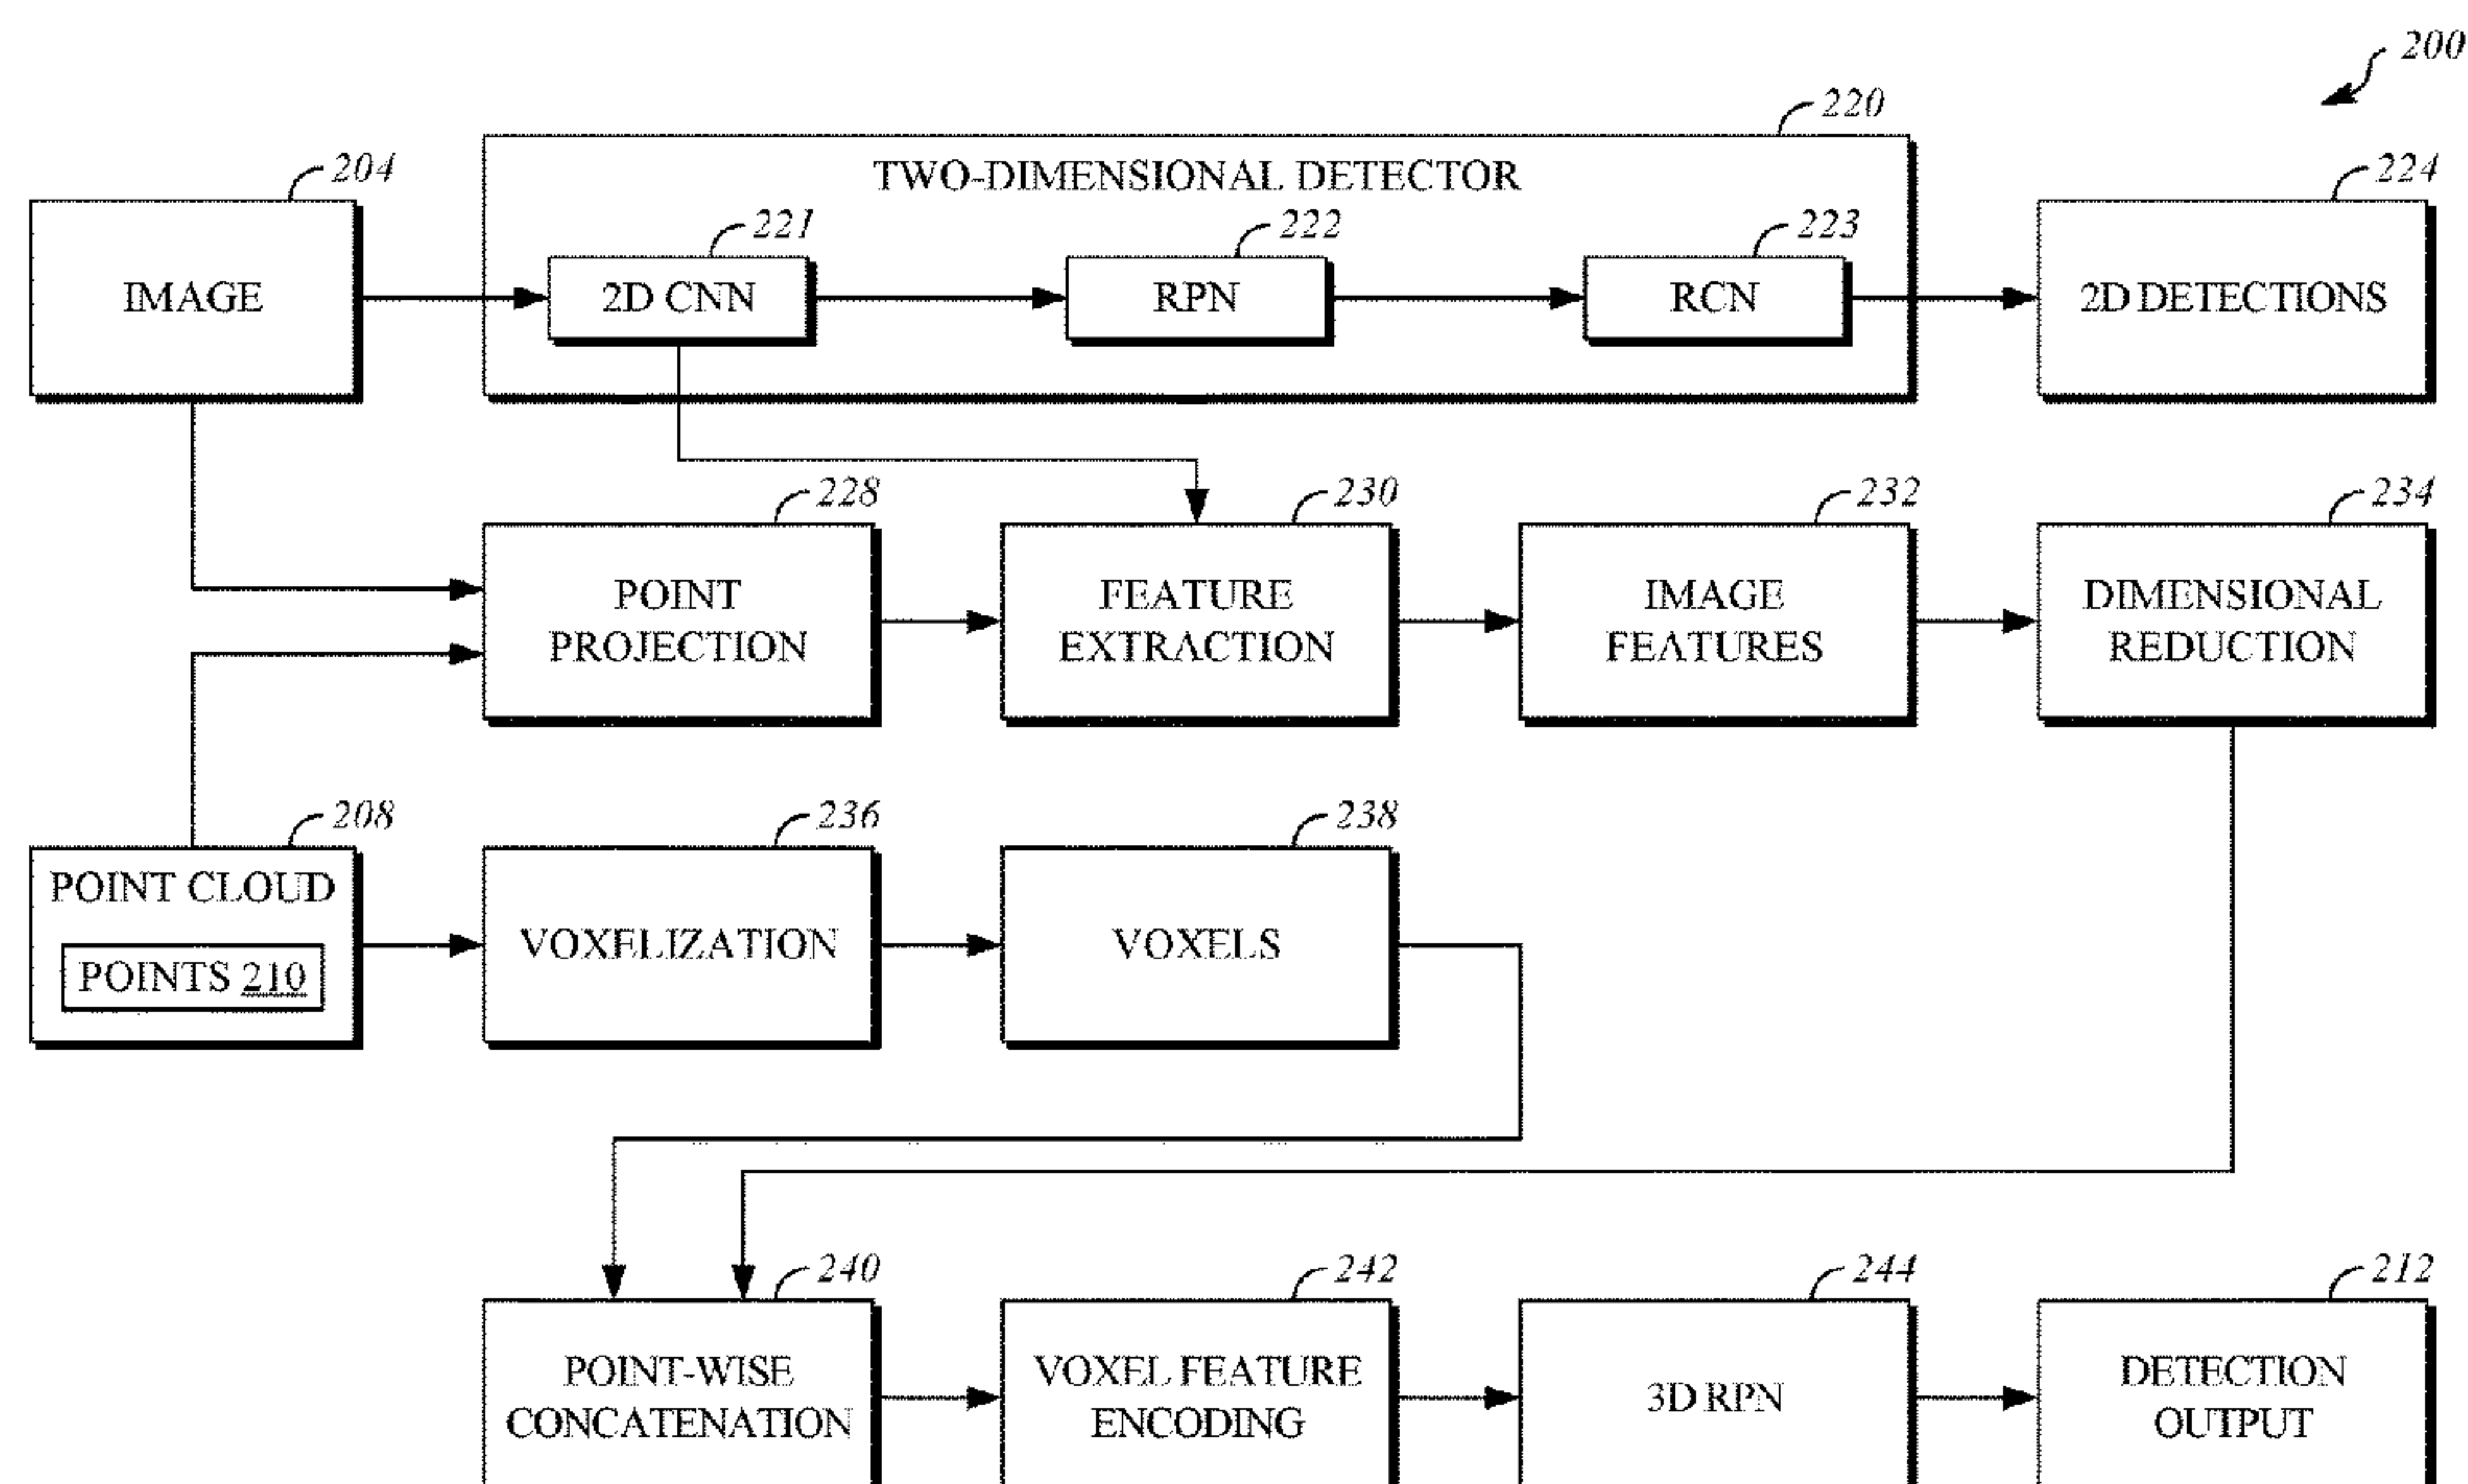 200
220
TWO-DIMENSIONAL DETECTOR
204
224
221
222
223
IMAGE
2D CNN
RPN
RCN
2D DETECTIONS
228
230
232
234
POINT
PROJECTION
FEATURE
EXTRACTION
IMAGE
FEATURES
DIMENSIONAL
REDUCTION
208
236
238
POINT CLOUD
POINTS 210
VOXELIZATION
VOXELS
240
242
244
212
POINT-WISE
CONCATENATION
VOXEL FEATURE
ENCODING
3D RPN
DETECTION
OUTPUT